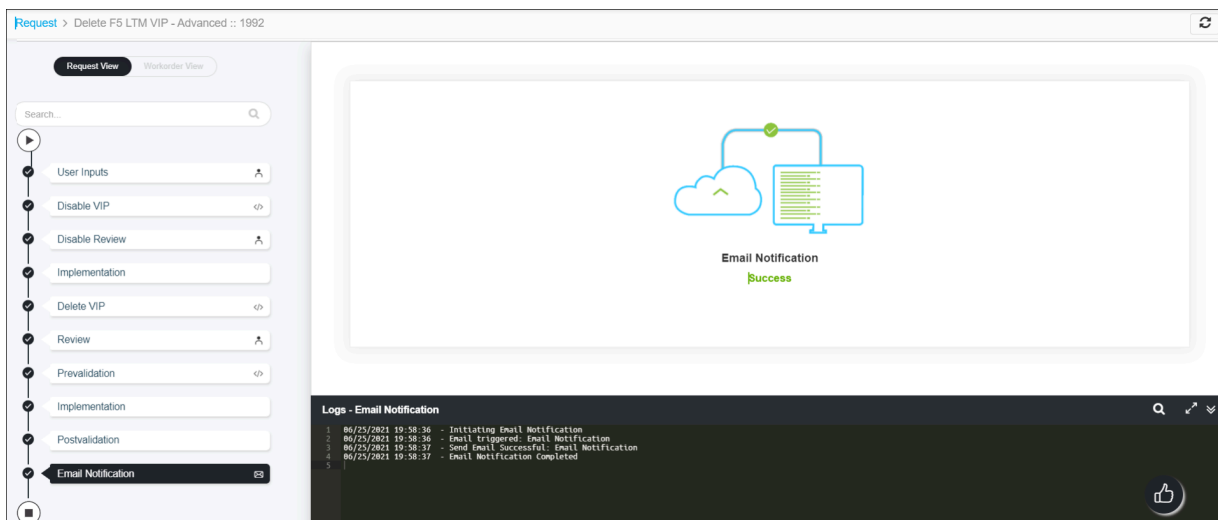 Request > Delete F5 LTM VIP - Advanced :: 1992
Request View Workorder View
Search...
User Inputs
Disable VIP
Disable Review
Implementation
Delete VIP
Review
Prevalidation
Implementation
Postvalidation
Email Notification
Email Notification
Success
Logs - Email Notification
1 06/25/2021 19:58:36 - Initiating Email Notification
2 06/25/2021 19:58:36 - Email triggered: Email Notification
3 06/25/2021 19:58:37 - Send Email Successful: Email Notification
4 06/25/2021 19:58:37 - Email Notification Completed
5